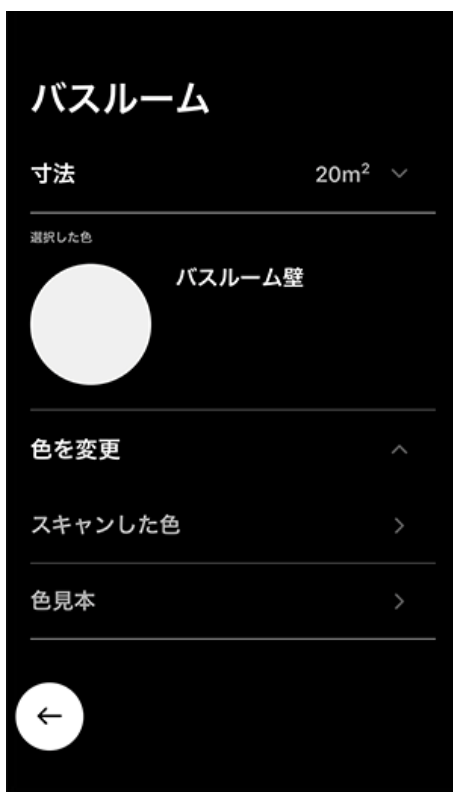 バスルーム
寸法 20m²
選択した色
バスルーム壁
色を変更
スキャンした色
色見本